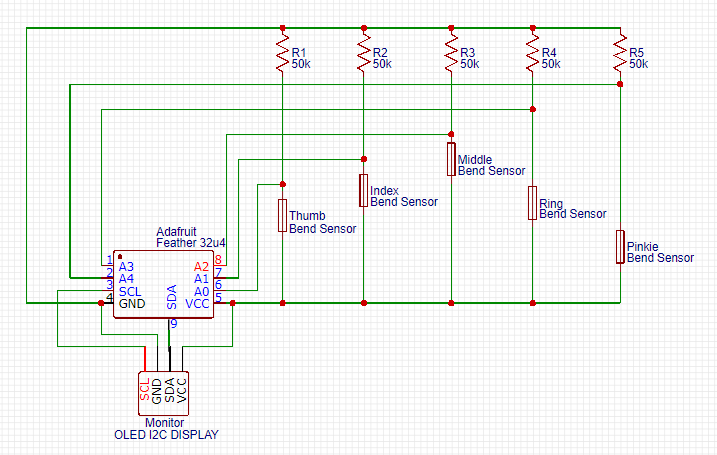 R1
50k
R2
50k
R3
50k
R4
50k
R5
50k
Middle
Bend Sensor
Index
Bend Sensor
Ring
Bend Sensor
Thumb
Bend Sensor
Pinkie
Bend Sensor
Adafruit
Feather 32u4
1 A3 A2 8
2 A4 A1 7
3 SCL A0 6
4 GND SDA VCC 5
9
SCL GND SDA VCC
Monitor
OLED I2C DISPLAY